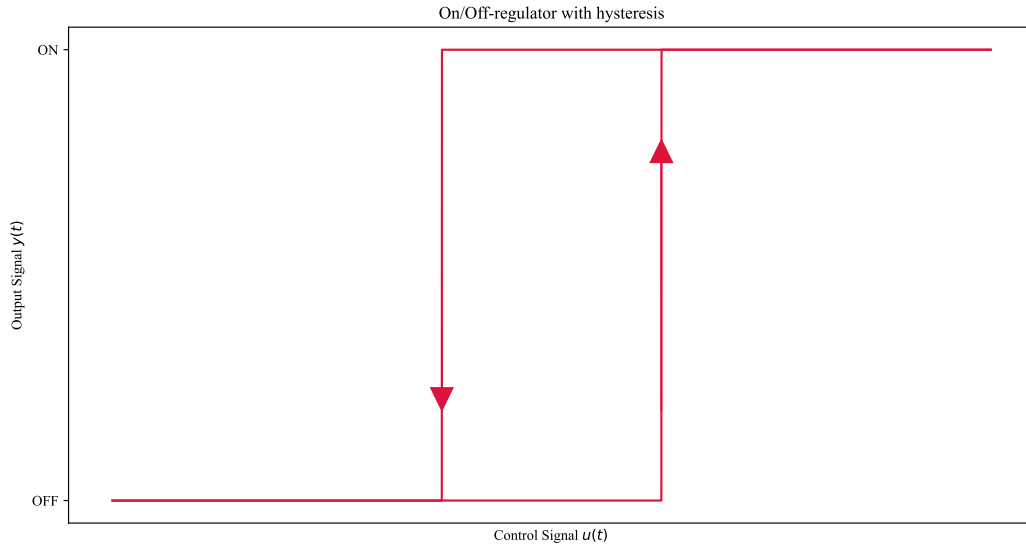 On/Off-regulator with hysteresis
ON
Output Signal y(t)
OFF
Control Signal u(t)